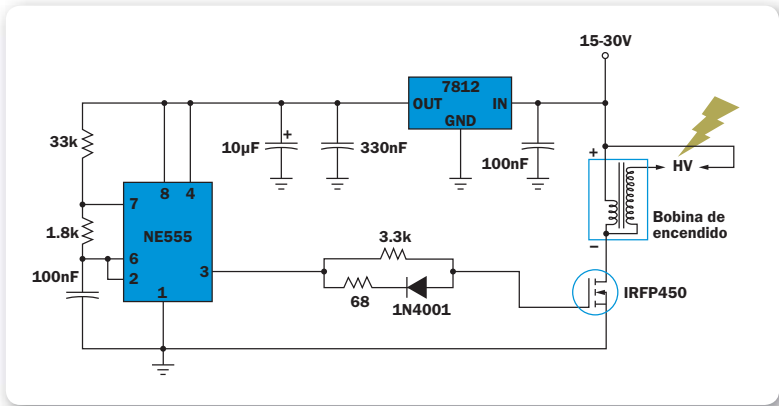 15-30V
7812
OUT IN
GND
33k
10µF
+
330nF
100nF
+
HV
8 4
7
NE555
1.8k
6
2
3
100nF
1
3.3k
68
1N4001
Bobina de
encendido
−
IRFP450